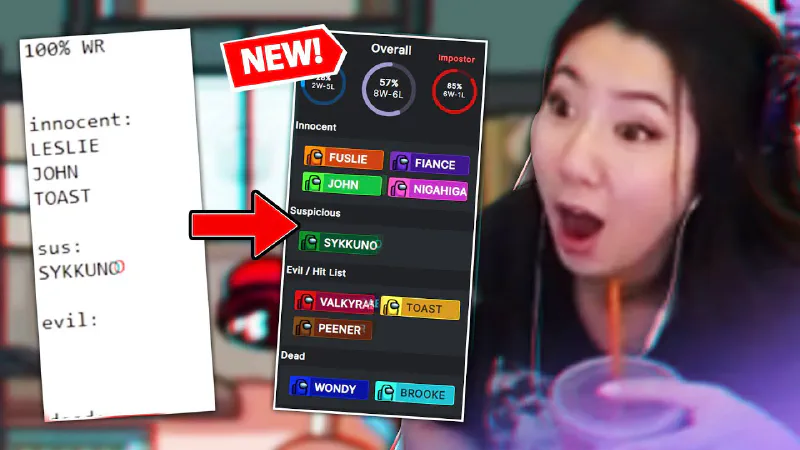 100% WR
innocent:
LESLIE
JOHN
TOAST
sus:
SYKKUNO
evil:
NEW!
Overall
Impostor
2W-5L
57%
8W-6L
85%
6W-1L
Innocent
FUSLIE
FIANCE
JOHN
NIGAHIGA
Suspicious
SYKKUNO
Evil / Hit List
VALKYRAE
TOAST
PEENER
Dead
WONDY
BROOKE